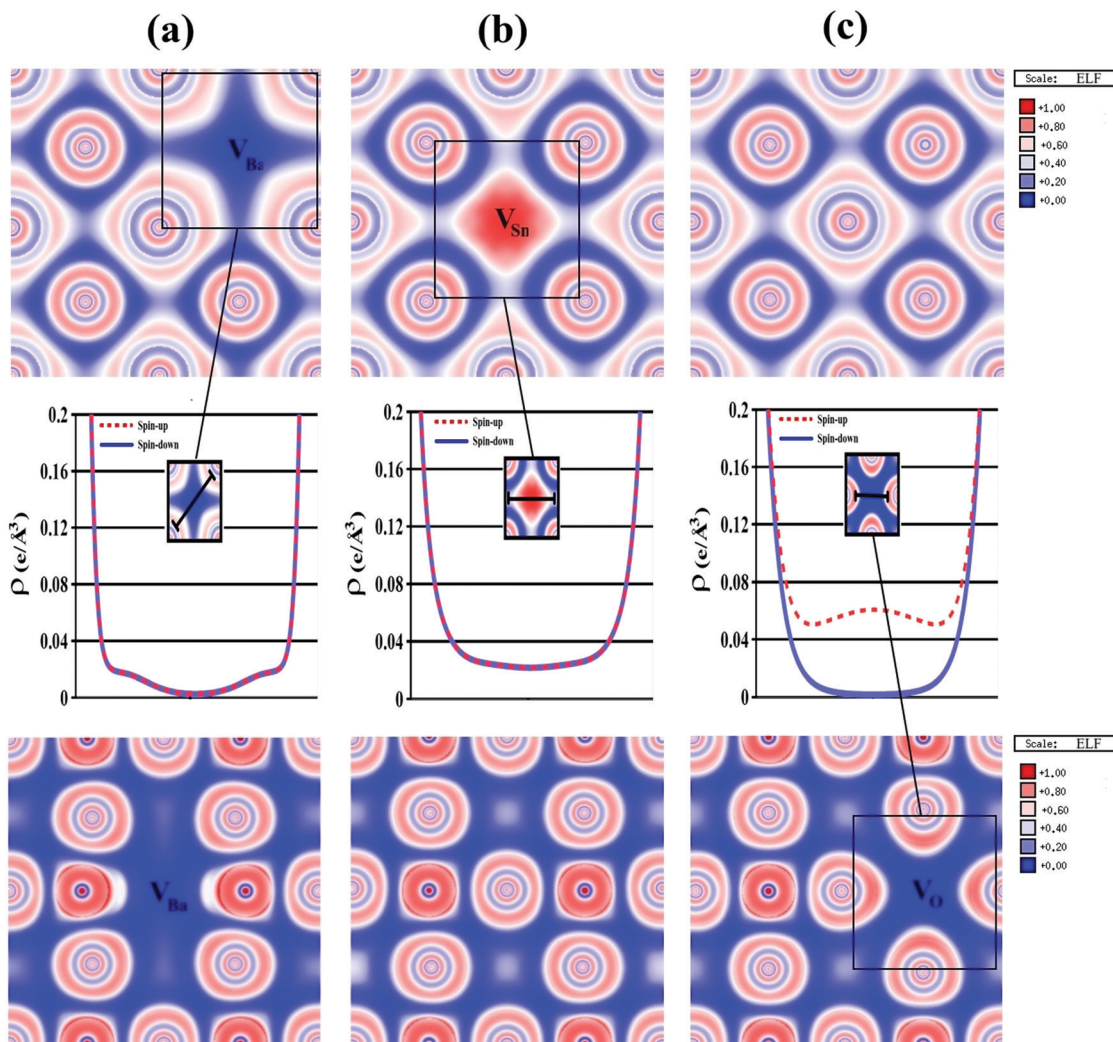 (a) (b) (c)
Scale: ELF
+1.00
+0.80
+0.60
+0.40
+0.20
+0.00
V_Ba
V_Sn
0.2
0.16
0.12
0.08
0.04
0
ρ (e/Å³)
Spin-up
Spin-down
0.2
0.16
0.12
0.08
0.04
0
ρ (e/Å³)
Spin-up
Spin-down
0.2
0.16
0.12
0.08
0.04
0
ρ (e/Å³)
Spin-up
Spin-down
Scale: ELF
+1.00
+0.80
+0.60
+0.40
+0.20
+0.00
V_Ba
V_O